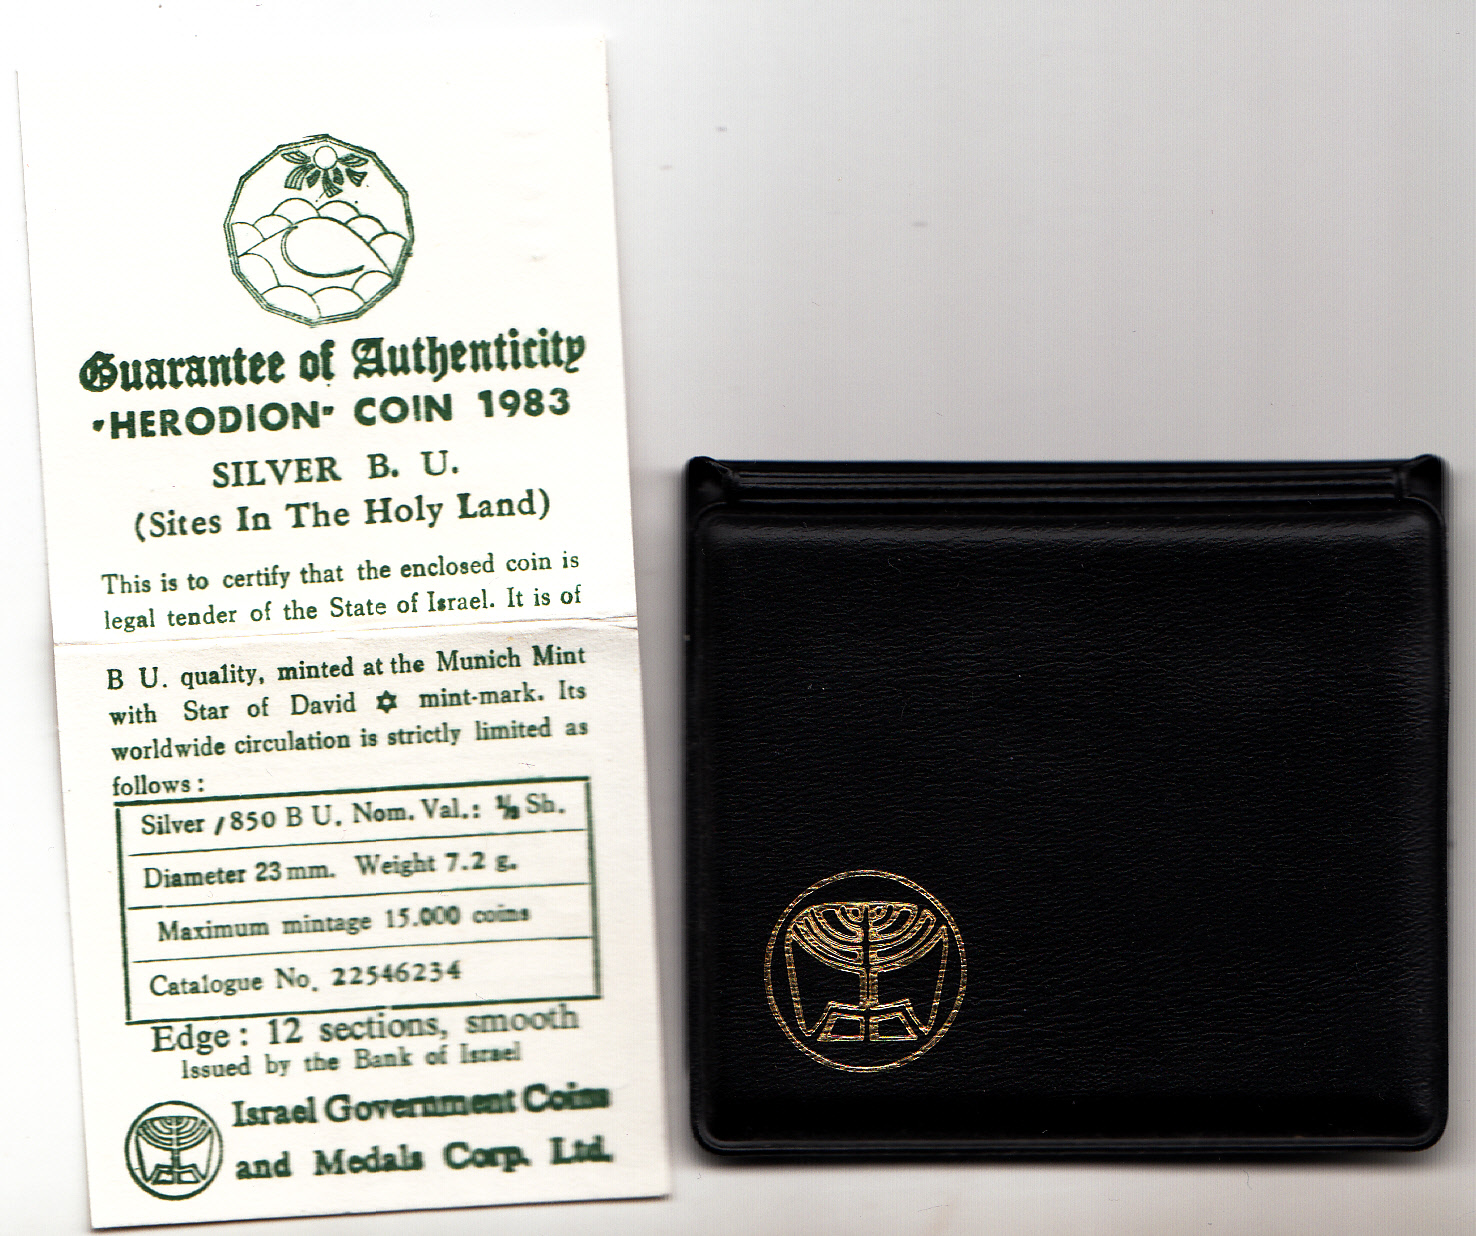 Guarantee of Authenticity
"HERODION" COIN 1983
SILVER B. U.
(Sites In The Holy Land)
This is to certify that the enclosed coin is
legal tender of the State of Israel. It is of
B U. quality, minted at the Munich Mint
with Star of David ✡ mint-mark. Its
worldwide circulation is strictly limited as
follows :
Silver / 850 B U. Nom. Val.: ½ Sh.
Diameter 23 mm. Weight 7.2 g.
Maximum mintage 15.000 coins
Catalogue No. 22546234
Edge : 12 sections, smooth
Issued by the Bank of Israel
Israel Government Coins
and Medals Corp. Ltd.